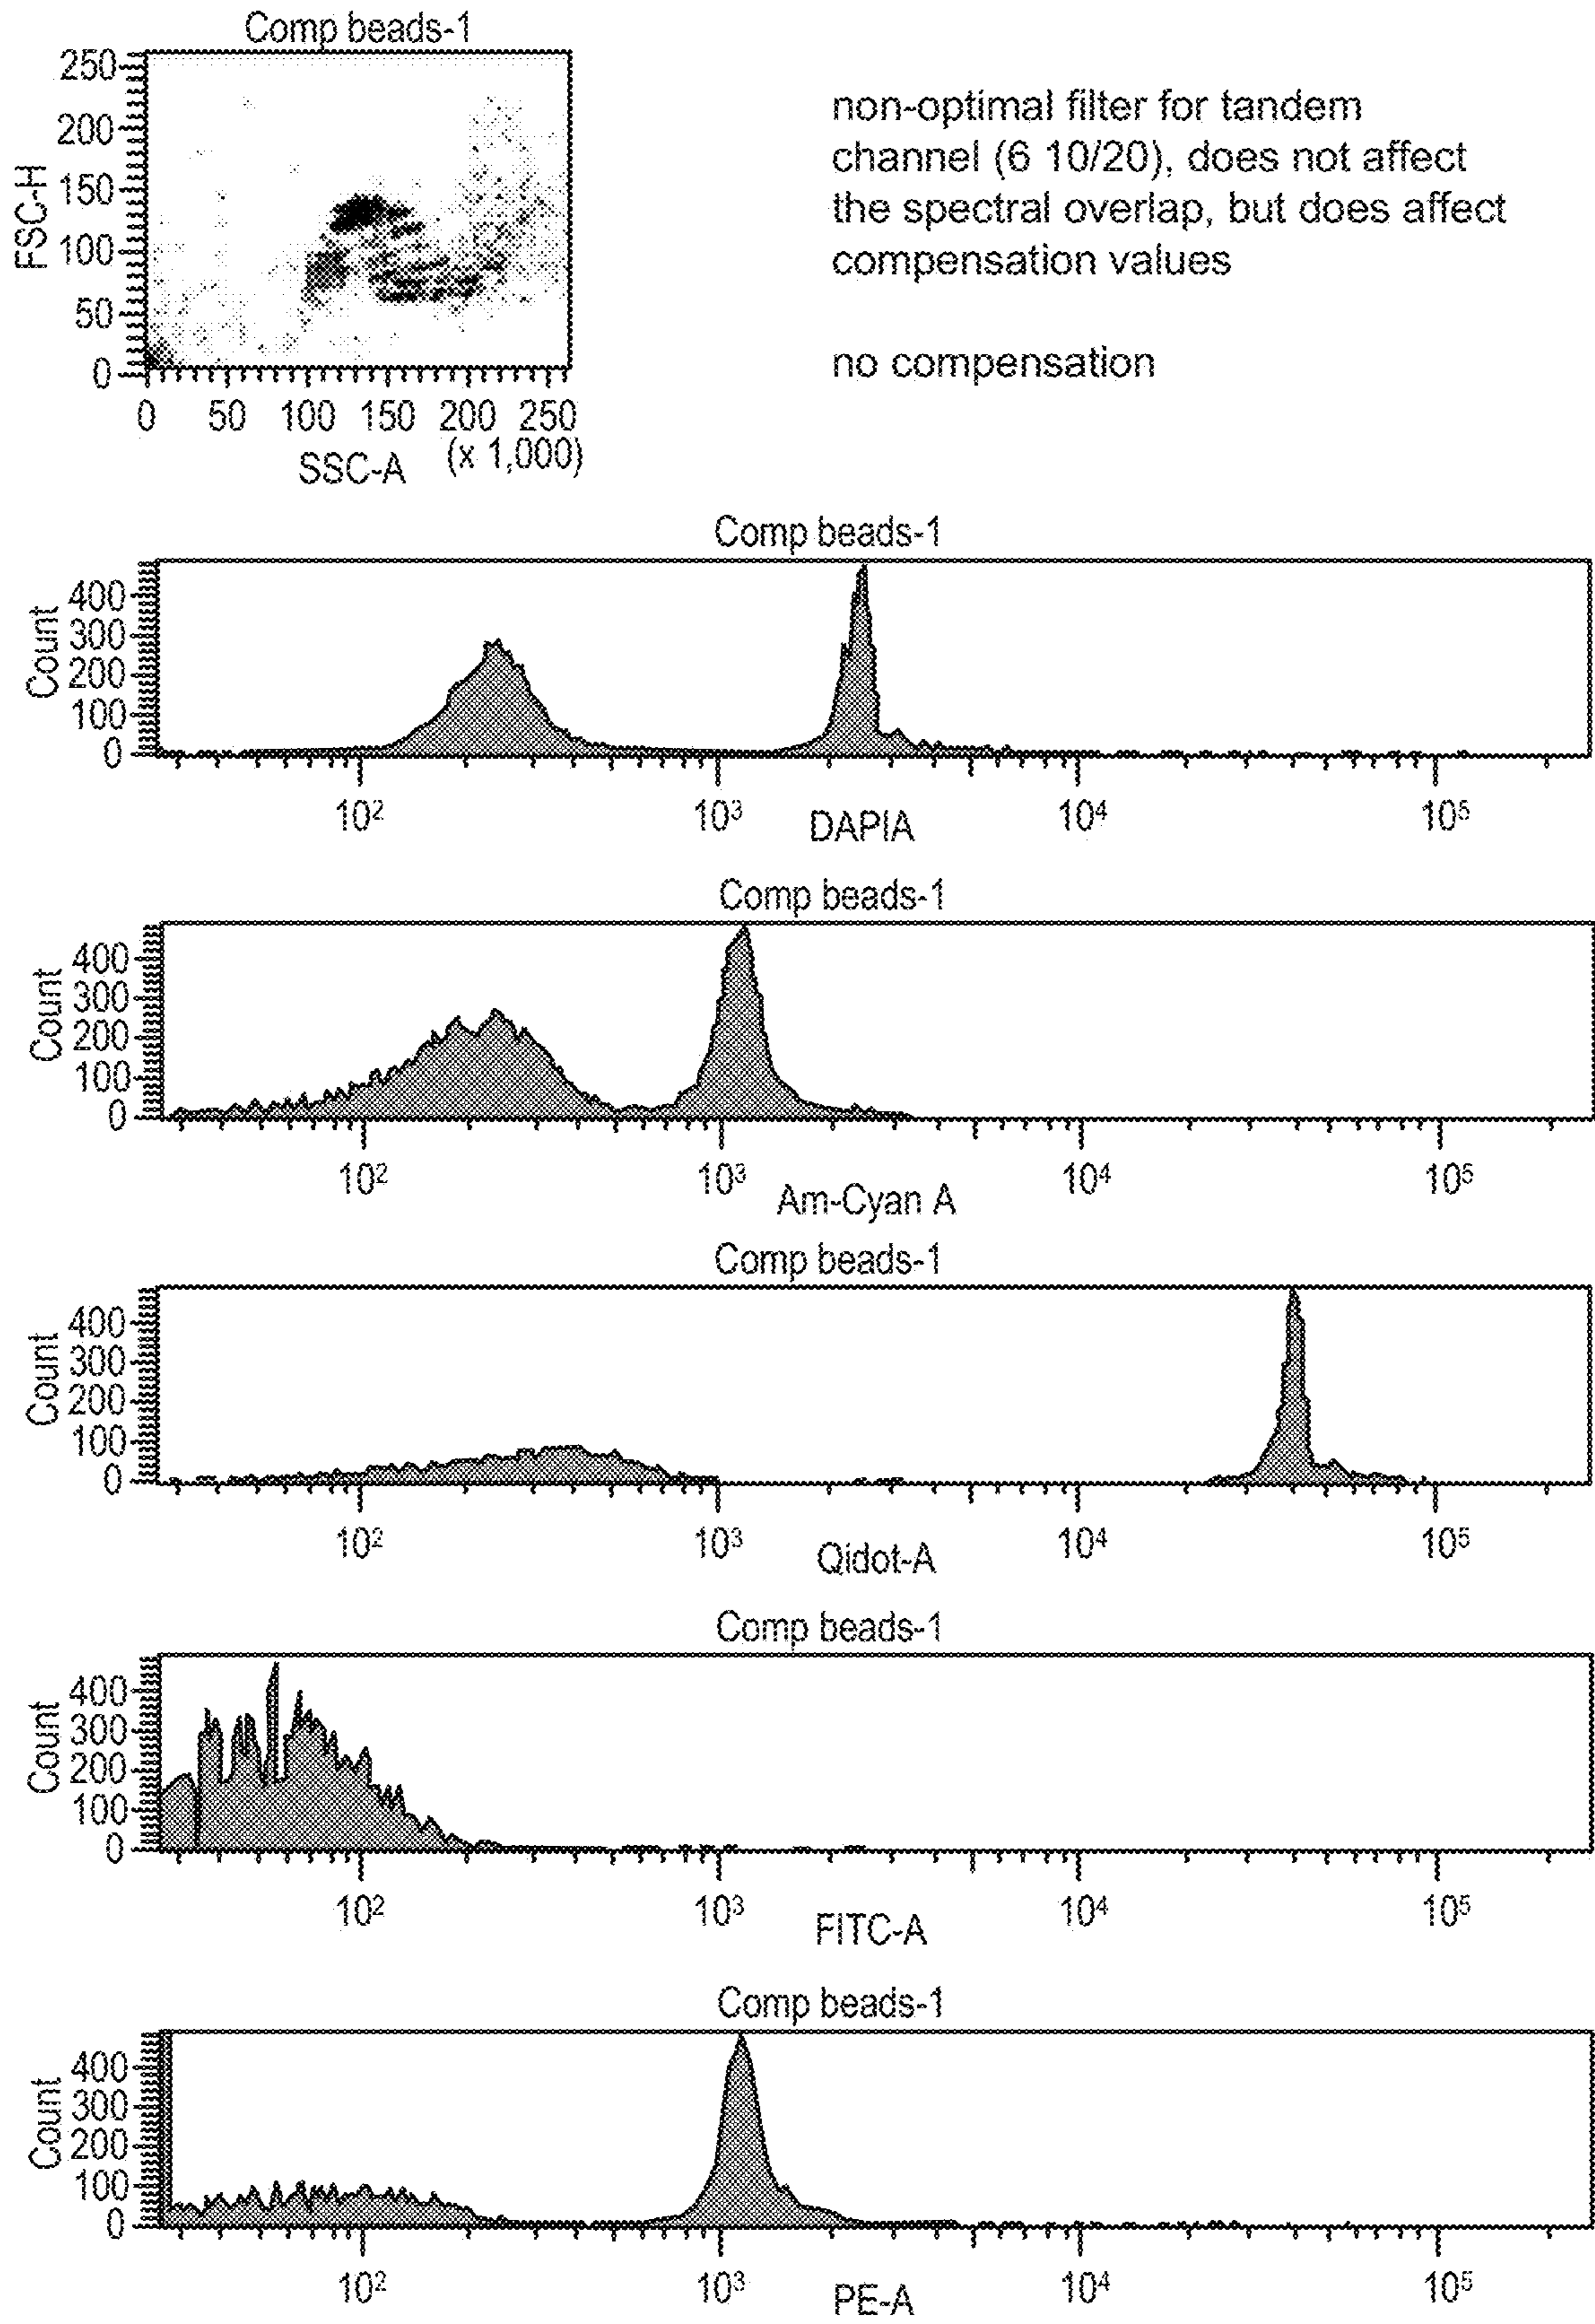 Comp beads-1
250
200
150
100
50
0
FSC-H
0 50 100 150 200 250
SSC-A (x 1,000)
non-optimal filter for tandem
channel (6 10/20), does not affect
the spectral overlap, but does affect
compensation values
no compensation
Comp beads-1
400
300
200
100
0
Count
10² 10³ 10⁴ 10⁵
DAPIA
Comp beads-1
400
300
200
100
0
Count
10² 10³ 10⁴ 10⁵
Am-Cyan A
Comp beads-1
400
300
200
100
0
Count
10² 10³ 10⁴ 10⁵
Qidot-A
Comp beads-1
400
300
200
100
0
Count
10² 10³ 10⁴ 10⁵
FITC-A
Comp beads-1
400
300
200
100
0
Count
10² 10³ 10⁴ 10⁵
PE-A